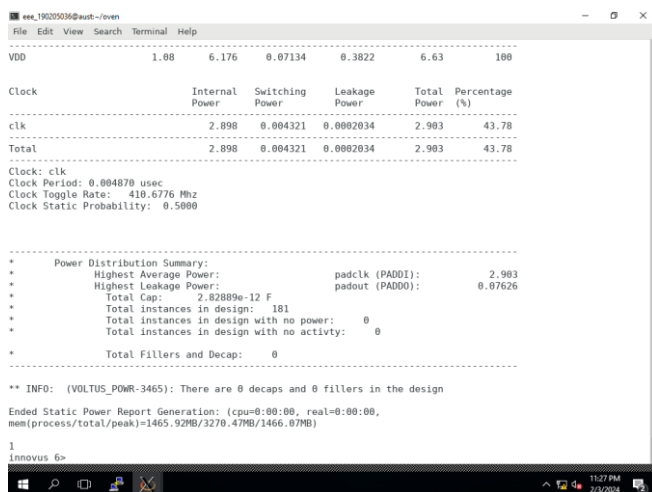 eee_190205036@aust:~/oven
File Edit View Search Terminal Help
VDD 1.08 6.176 0.07134 0.3822 6.63 100
Clock Internal Switching Leakage Total Percentage
Power Power Power Power (%)
clk 2.898 0.004321 0.0002034 2.903 43.78
Total 2.898 0.004321 0.0002034 2.903 43.78
Clock: clk
Clock Period: 0.004870 usec
Clock Toggle Rate: 410.6776 Mhz
Clock Static Probability: 0.5000
* Power Distribution Summary:
* Highest Average Power: padclk (PADDI): 2.903
* Highest Leakage Power: padout (PADDO): 0.07626
* Total Cap: 2.82889e-12 F
* Total instances in design: 181
* Total instances in design with no power: 0
* Total instances in design with no activty: 0
* Total Fillers and Decap: 0
** INFO: (VOLTUS_POWR-3465): There are 0 decaps and 0 fillers in the design
Ended Static Power Report Generation: (cpu=0:00:00, real=0:00:00,
mem(process/total/peak)=1465.92MB/3270.47MB/1466.07MB)
1
innovus 6>
11:27 PM
2/3/2024